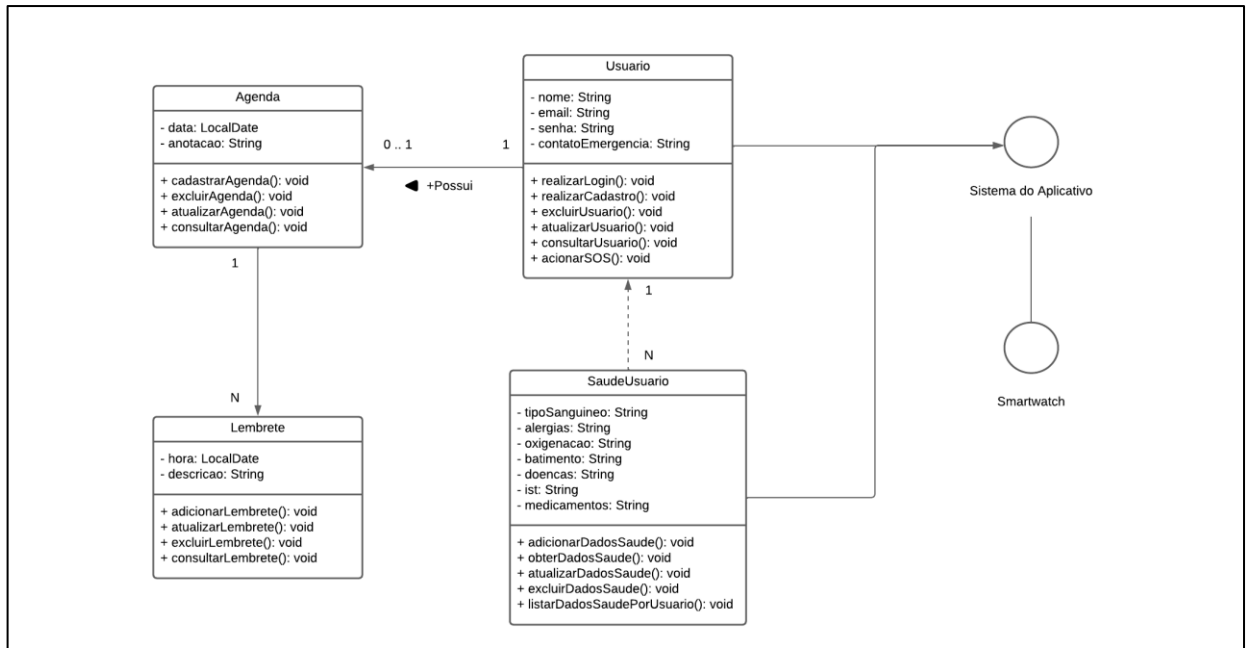 Agenda
- data: LocalDate
- anotacao: String
+ cadastrarAgenda(): void
+ excluirAgenda(): void
+ atualizarAgenda(): void
+ consultarAgenda(): void
0 .. 1
1
+Possui
Usuario
- nome: String
- email: String
- senha: String
- contatoEmergencia: String
+ realizarLogin(): void
+ realizarCadastro(): void
+ excluirUsuario(): void
+ atualizarUsuario(): void
+ consultarUsuario(): void
+ acionarSOS(): void
Sistema do Aplicativo
1
N
Lembrete
- hora: LocalDate
- descricao: String
+ adicionarLembrete(): void
+ atualizarLembrete(): void
+ excluirLembrete(): void
+ consultarLembrete(): void
1
N
SaudeUsuario
- tipoSanguineo: String
- alergias: String
- oxigenacao: String
- batimento: String
- doencas: String
- ist: String
- medicamentos: String
+ adicionarDadosSaude(): void
+ obterDadosSaude(): void
+ atualizarDadosSaude(): void
+ excluirDadosSaude(): void
+ listarDadosSaudePorUsuario(): void
Smartwatch